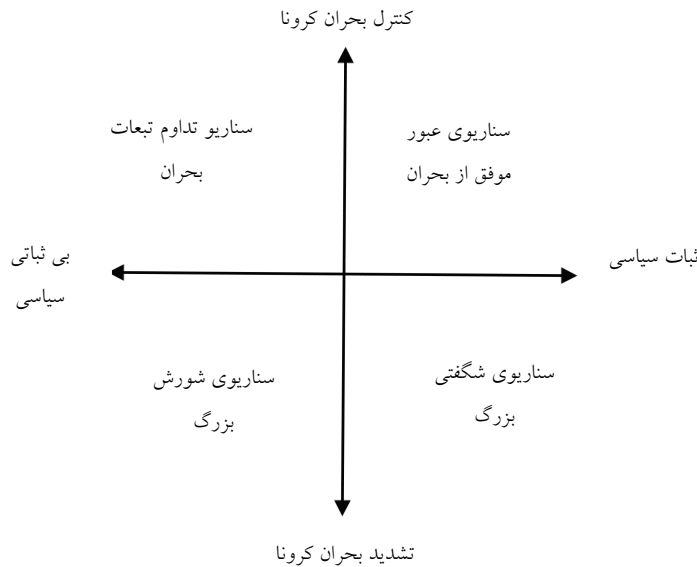 کنترل بحران کرونا
سناریوی عبور
موفق از بحران
سناریو تداوم تبعات
بحران
ثبات سیاسی
بی ثباتی
سیاسی
سناریوی شگفتی
بزرگ
سناریوی شورش
بزرگ
تشدید بحران کرونا